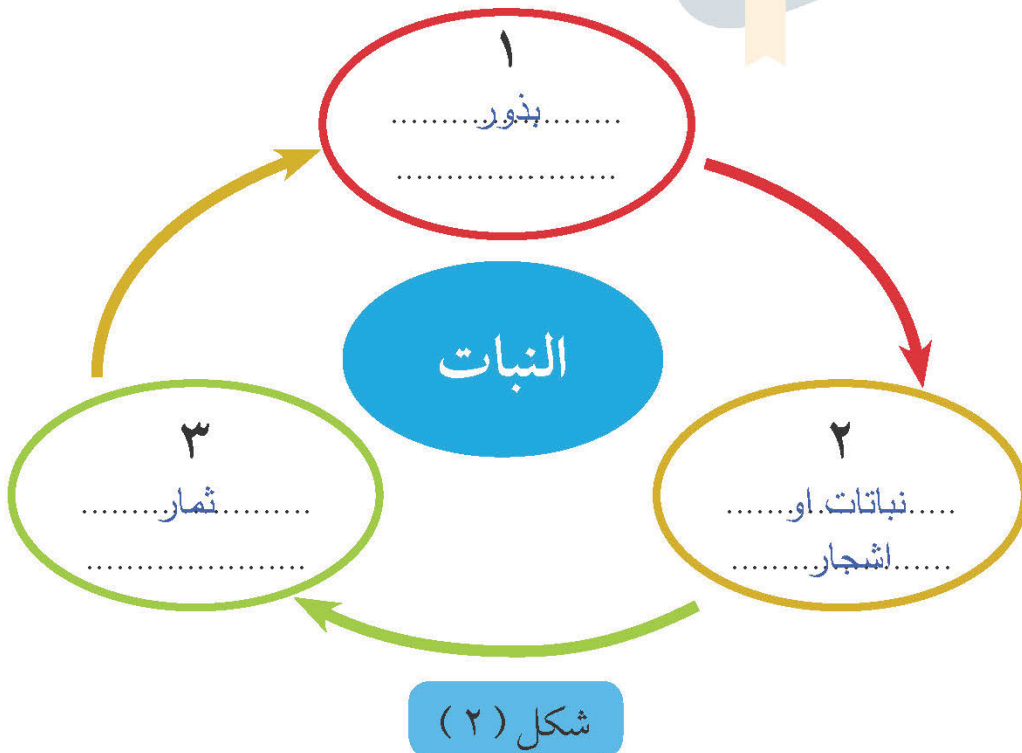 ١
بذور
النبات
٢
نباتات او
اشجار
٣
ثمار
شكل ( ٢ )